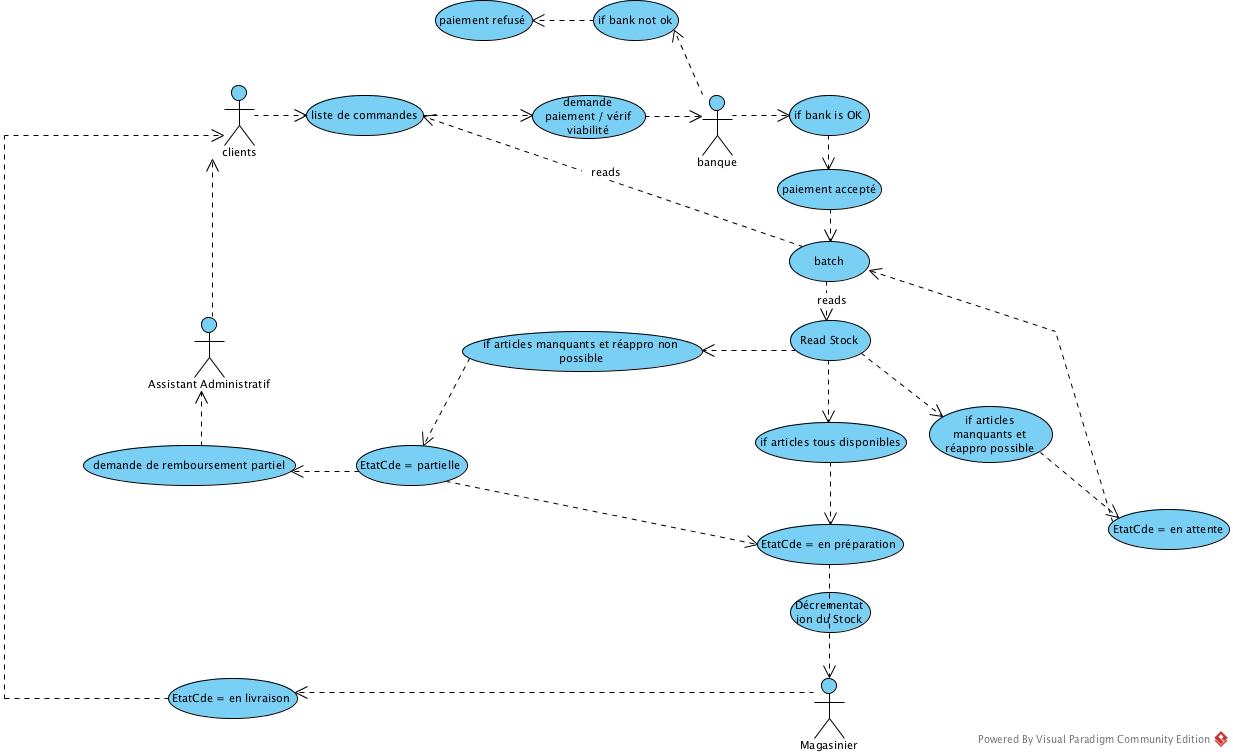 paiement refusé
if bank not ok
clients
liste de commandes
demande
paiement / vérif
viabilité
banque
if bank is OK
reads
paiement accepté
batch
reads
Read Stock
if articles manquants et réappro non
possible
Assistant Administratif
if articles
manquants et
réappro possible
if articles tous disponibles
demande de remboursement partiel
EtatCde = partielle
EtatCde = en attente
EtatCde = en préparation
Décrementat
ion du Stock
EtatCde = en livraison
Magasinier
Powered By Visual Paradigm Community Edition